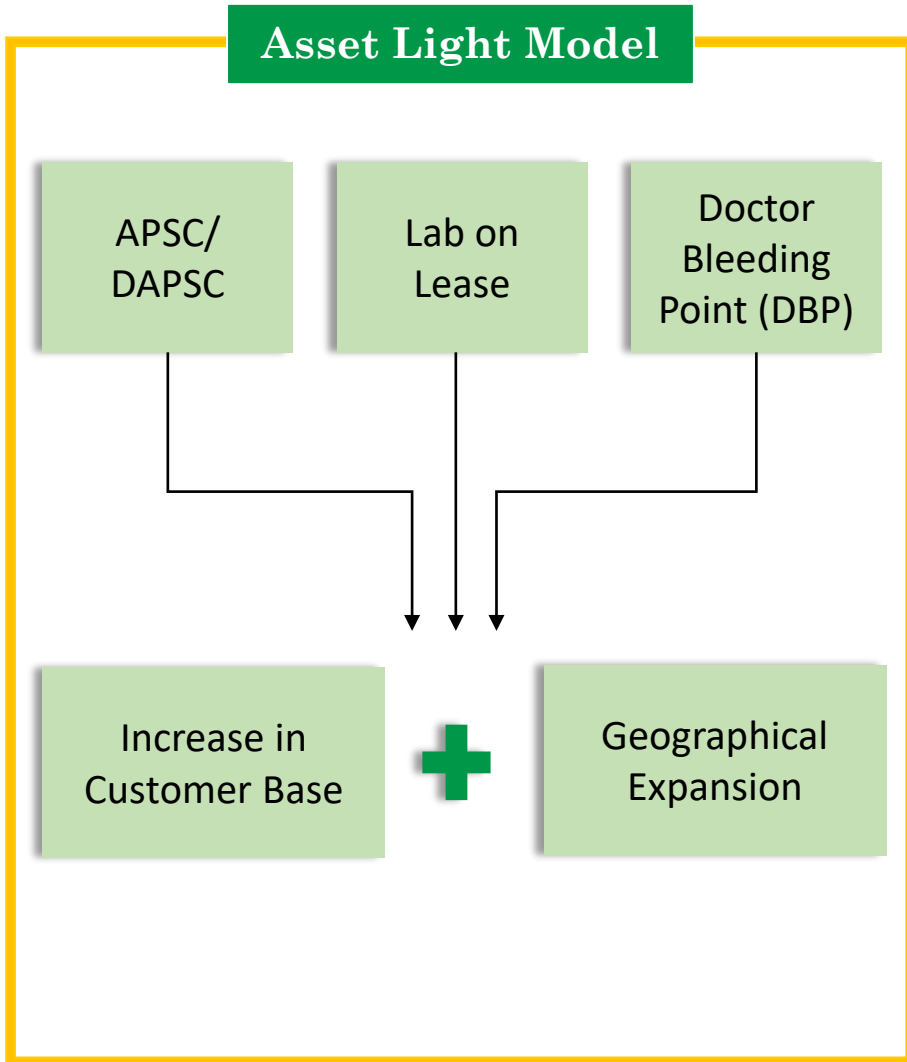 Asset Light Model
APSC/
DAPSC
Lab on
Lease
Doctor
Bleeding
Point (DBP)
Increase in
Customer Base
Geographical
Expansion